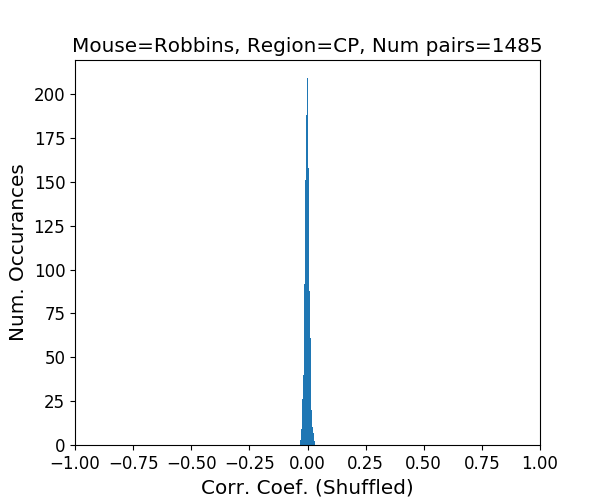 Mouse=Robbins, Region=CP, Num pairs=1485
Num. Occurances
200
175
150
125
100
75
50
25
0
−1.00 −0.75 −0.50 −0.25 0.00 0.25 0.50 0.75 1.00
Corr. Coef. (Shuffled)